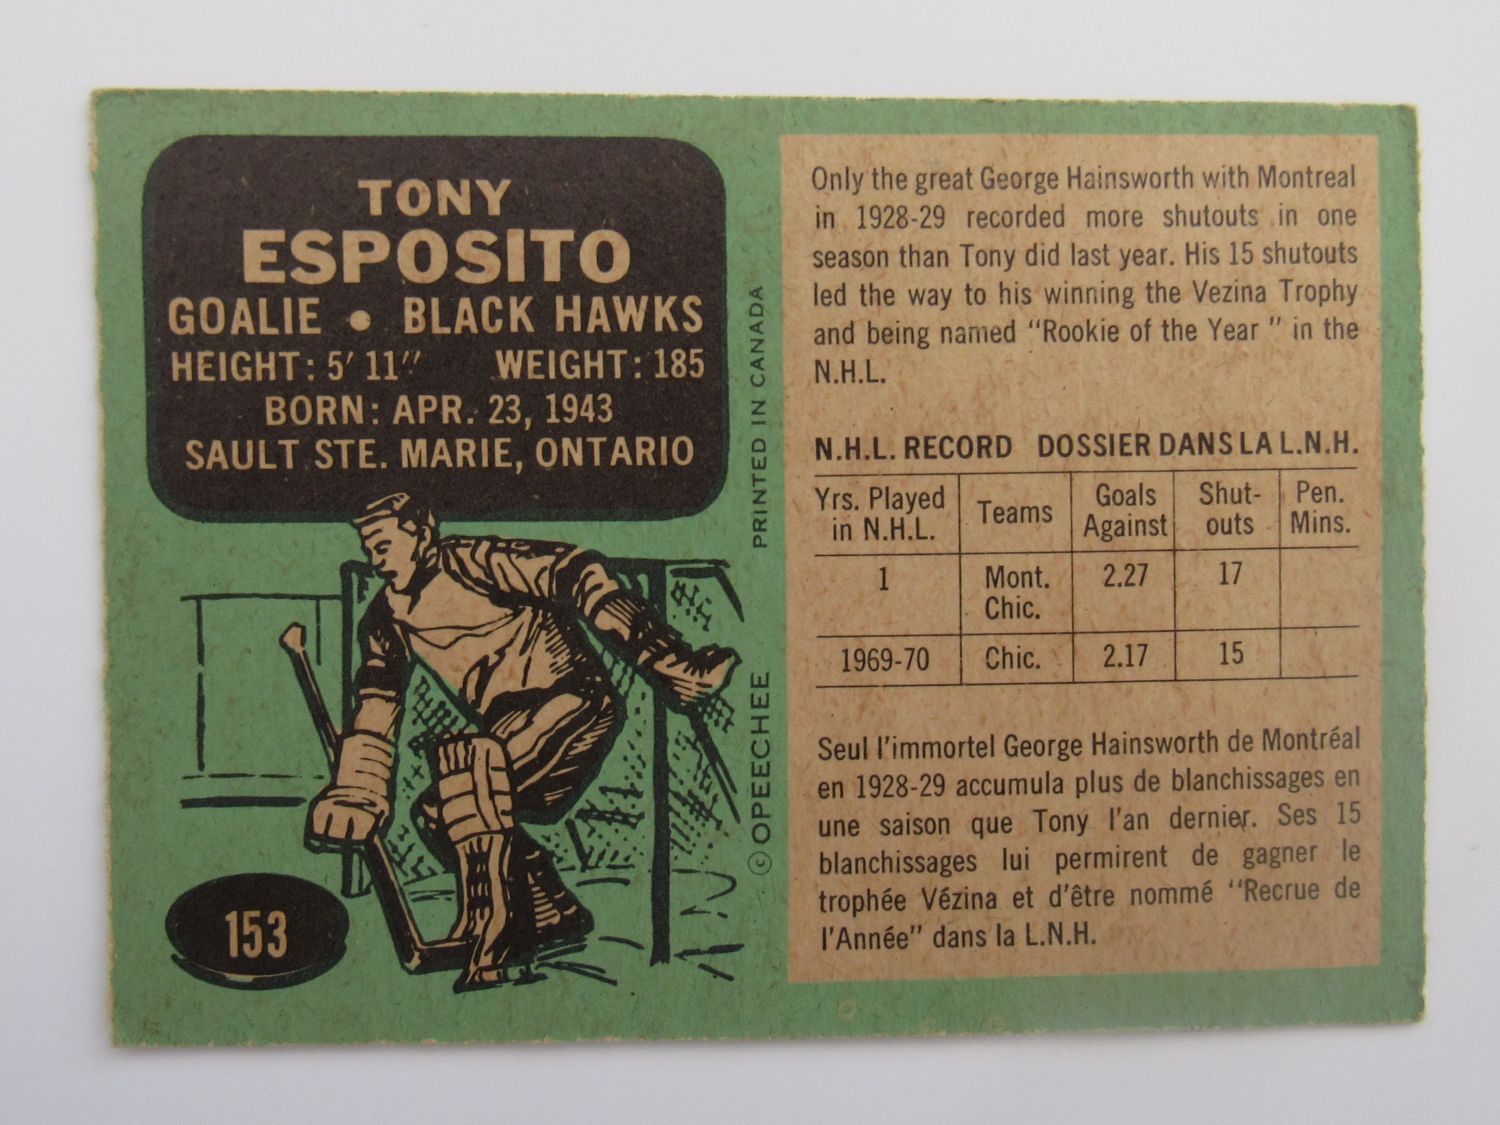 TONY
ESPOSITO
GOALIE • BLACK HAWKS
HEIGHT: 5' 11" WEIGHT: 185
BORN: APR. 23, 1943
SAULT STE. MARIE, ONTARIO
153
© OPEECHEE PRINTED IN CANADA
Only the great George Hainsworth with Montreal
in 1928-29 recorded more shutouts in one
season than Tony did last year. His 15 shutouts
led the way to his winning the Vezina Trophy
and being named "Rookie of the Year " in the
N.H.L.
N.H.L. RECORD DOSSIER DANS LA L.N.H.
Yrs. Played Teams Goals Shut- Pen.
in N.H.L. Against outs Mins.
1 Mont. 2.27 17
Chic.
1969-70 Chic. 2.17 15
Seul l'immortel George Hainsworth de Montréal
en 1928-29 accumula plus de blanchissages en
une saison que Tony l'an dernier. Ses 15
blanchissages lui permirent de gagner le
trophée Vézina et d'être nommé "Recrue de
l'Année" dans la L.N.H.